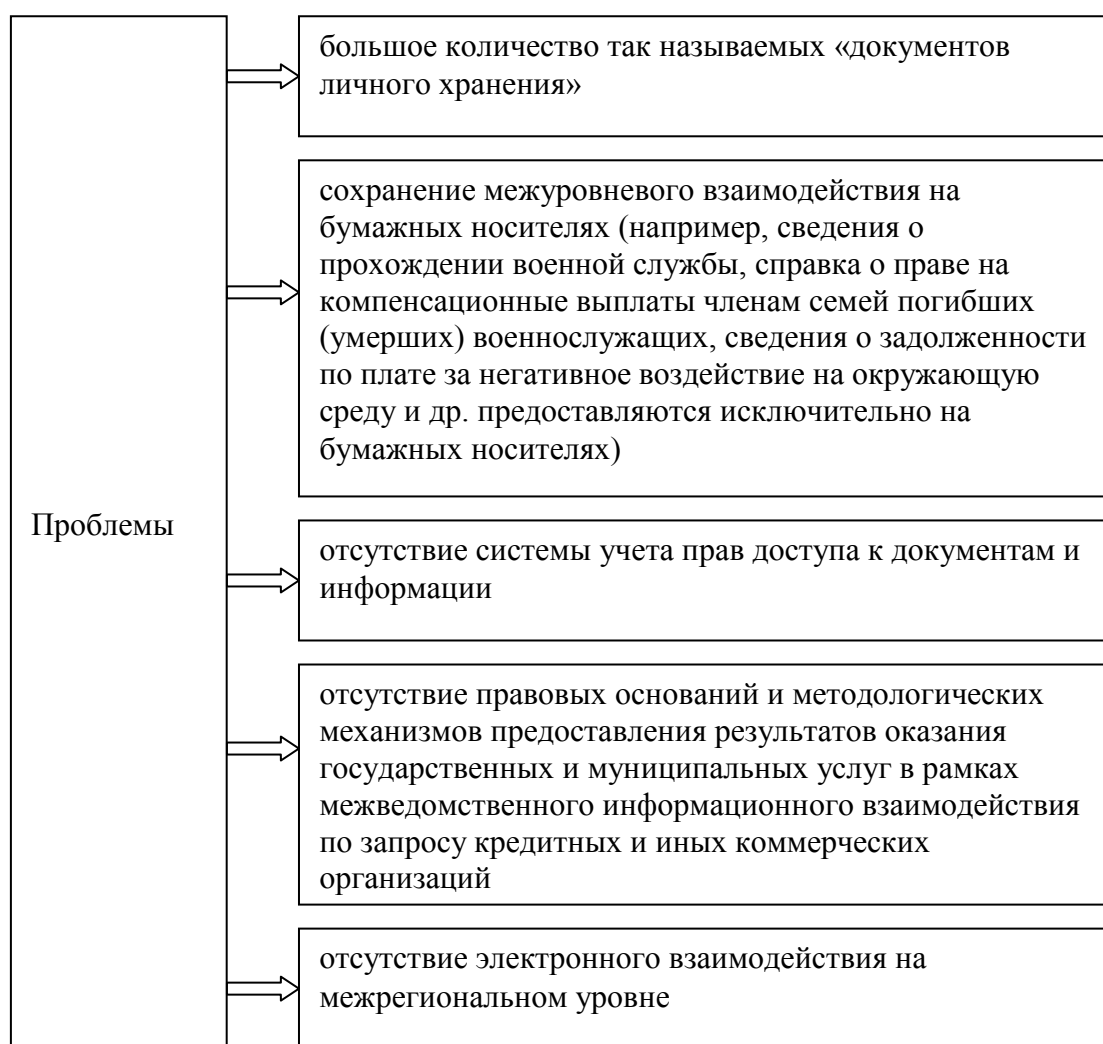 Проблемы
большое количество так называемых «документов
личного хранения»
сохранение межуровневого взаимодействия на
бумажных носителях (например, сведения о
прохождении военной службы, справка о праве на
компенсационные выплаты членам семей погибших
(умерших) военнослужащих, сведения о задолженности
по плате за негативное воздействие на окружающую
среду и др. предоставляются исключительно на
бумажных носителях)
отсутствие системы учета прав доступа к документам и
информации
отсутствие правовых оснований и методологических
механизмов предоставления результатов оказания
государственных и муниципальных услуг в рамках
межведомственного информационного взаимодействия
по запросу кредитных и иных коммерческих
организаций
отсутствие электронного взаимодействия на
межрегиональном уровне